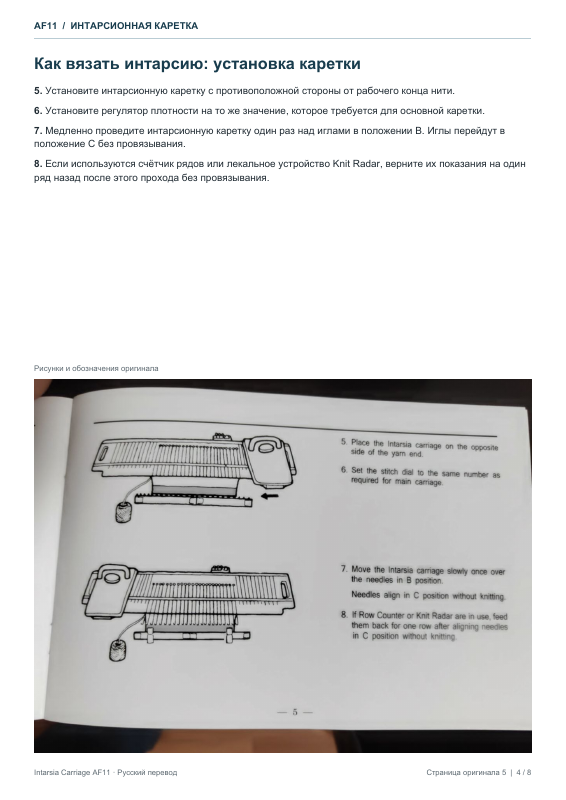 AF11 / ИНТАРСИОННАЯ КАРЕТКА
Как вязать интарсию: установка каретки
5. Установите интарсионную каретку с противоположной стороны от рабочего конца нити.
6. Установите регулятор плотности на то же значение, которое требуется для основной каретки.
7. Медленно проведите интарсионную каретку один раз над иглами в положении B. Иглы перейдут в
положение C без провязывания.
8. Если используются счётчик рядов или лекальное устройство Knit Radar, верните их показания на один
ряд назад после этого прохода без провязывания.
Рисунки и обозначения оригинала
5. Place the Intarsia carriage on the opposite
side of the yarn end.
6. Set the stitch dial to the same number as
required for main carriage.
7. Move the Intarsia carriage slowly once over
the needles in B position.
Needles align in C position without knitting.
8. If Row Counter or Knit Radar are in use, feed
them back for one row after aligning needles
in C position without knitting.
— 5 —
Intarsia Carriage AF11 · Русский перевод
Страница оригинала 5 | 4 / 8